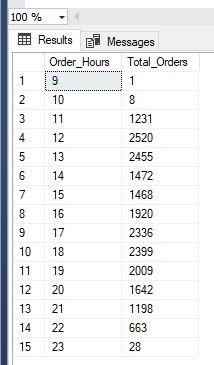 100 %
Results Messages
Order_Hours Total_Orders
1 9 1
2 10 8
3 11 1231
4 12 2520
5 13 2455
6 14 1472
7 15 1468
8 16 1920
9 17 2336
10 18 2399
11 19 2009
12 20 1642
13 21 1198
14 22 663
15 23 28